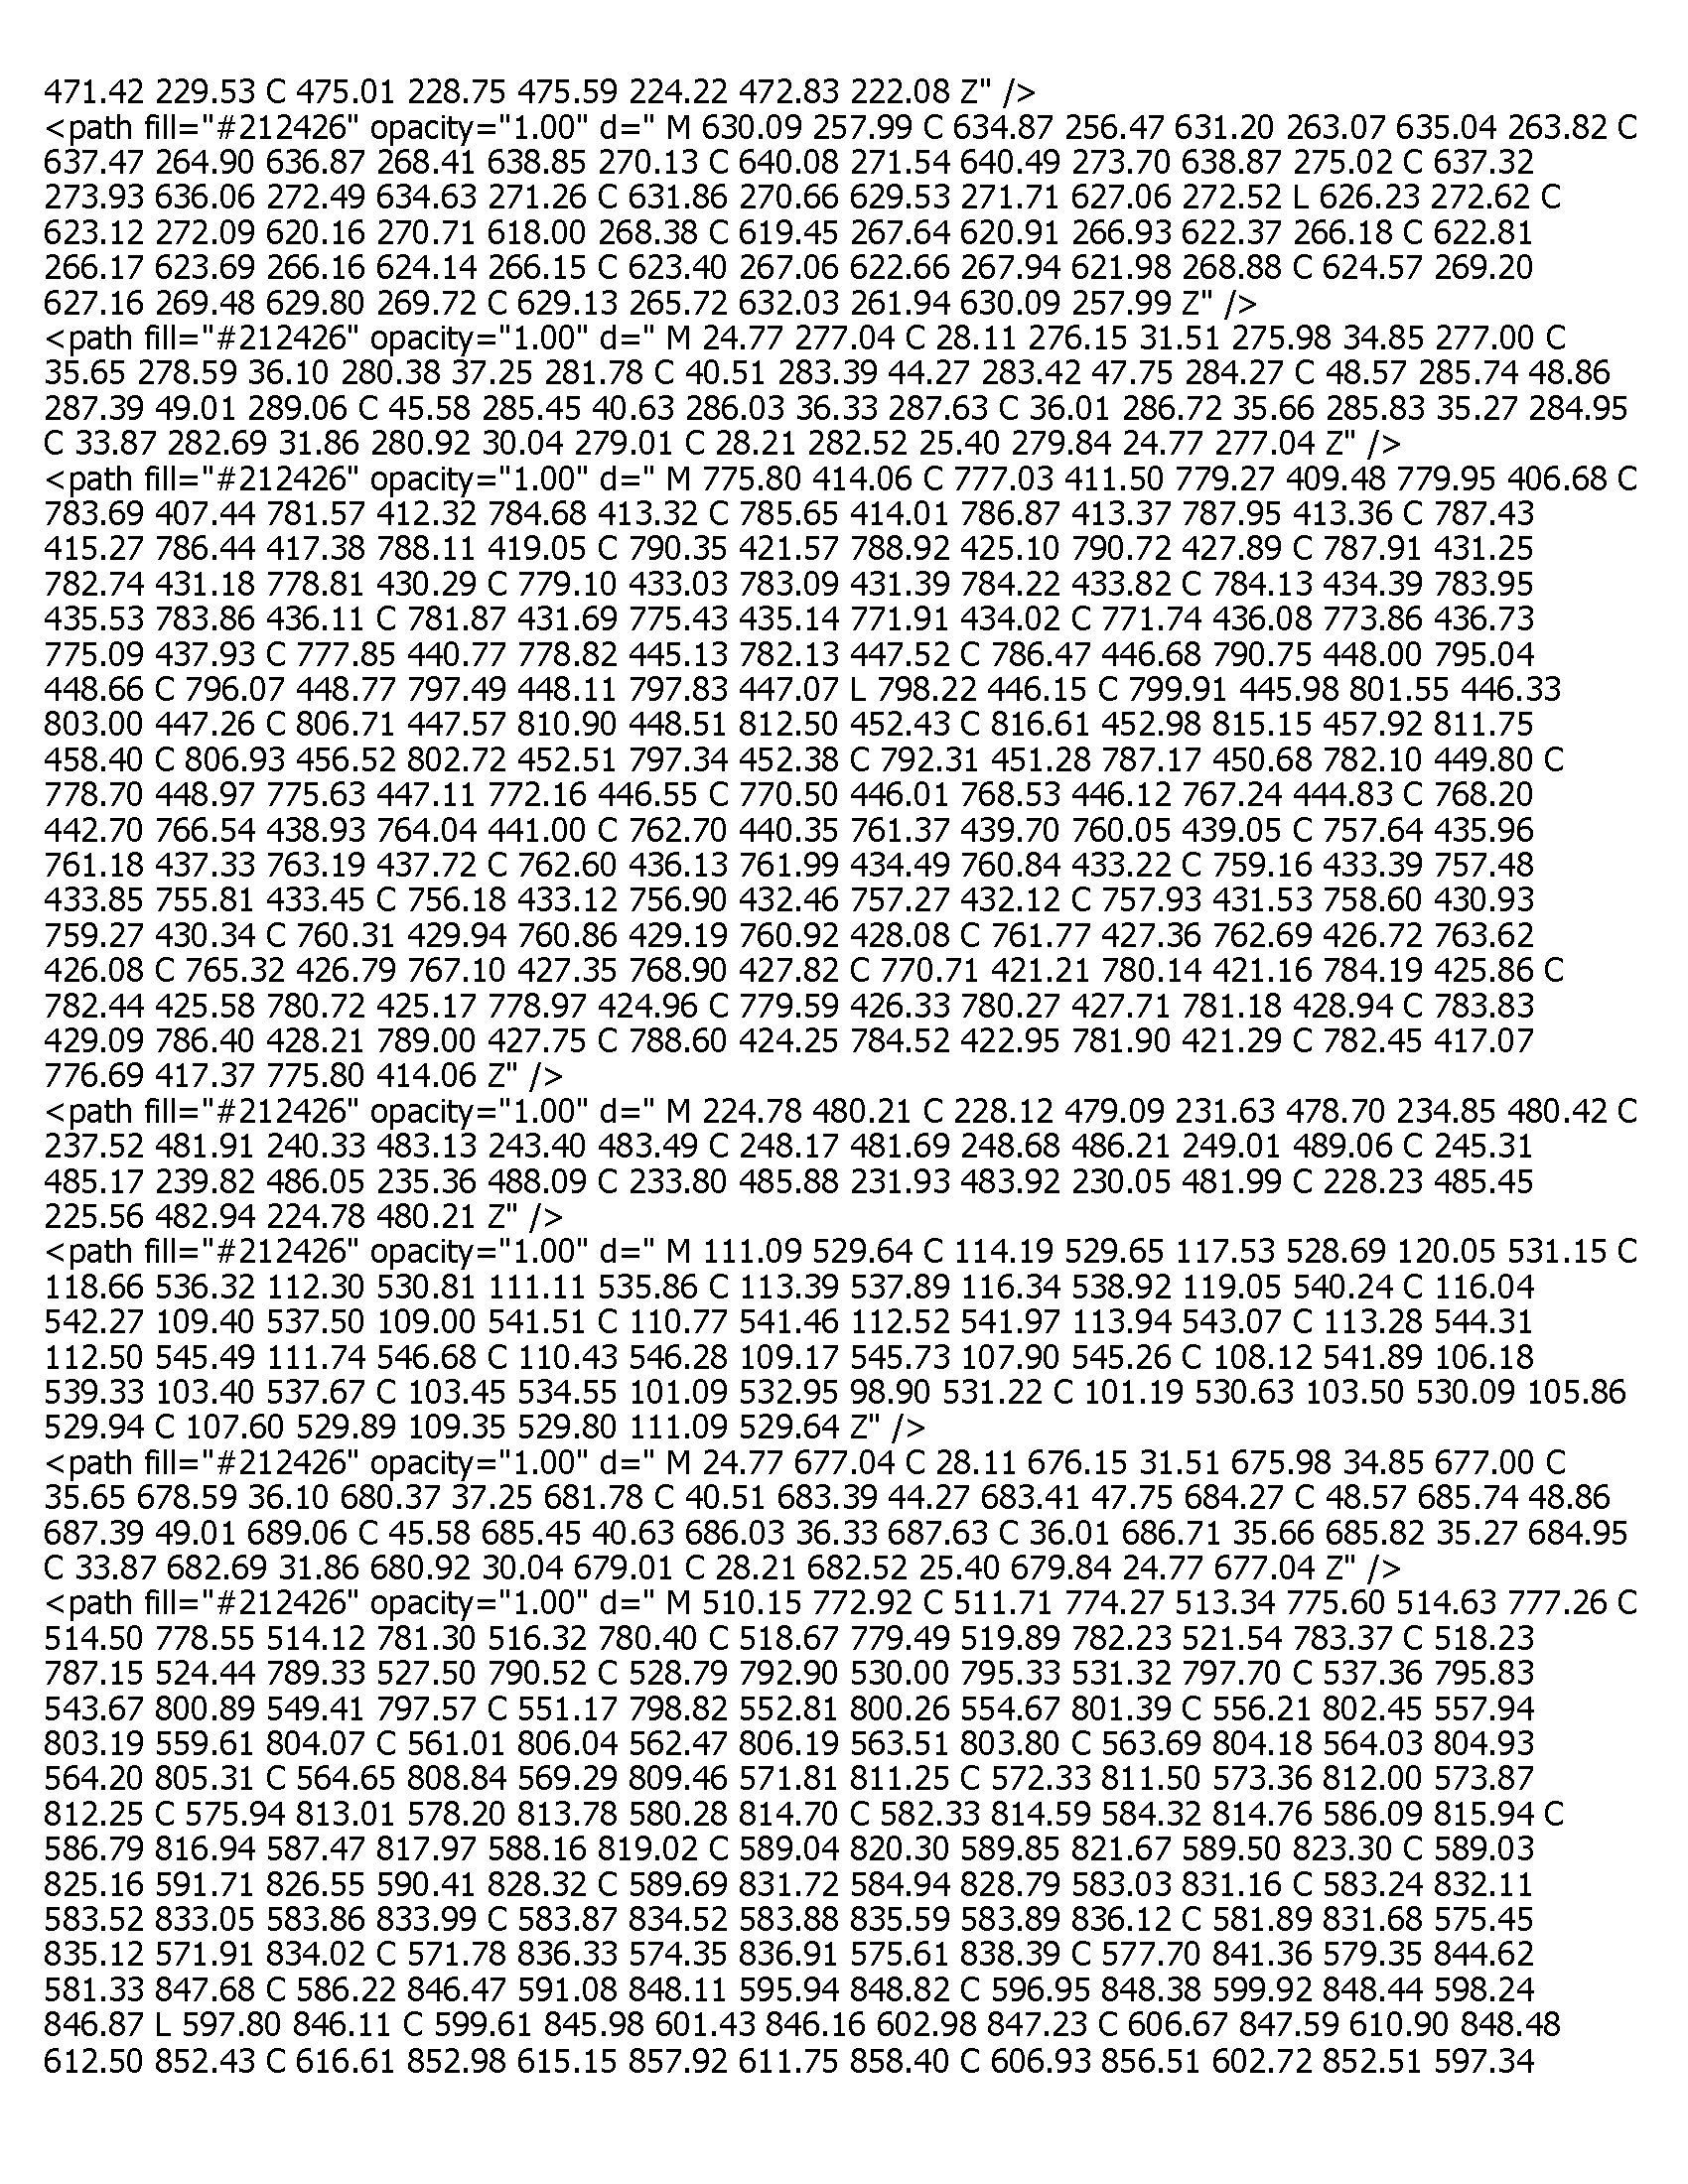 471.42 229.53 C 475.01 228.75 475.59 224.22 472.83 222.08 Z" />
<path fill="#212426" opacity="1.00" d=" M 630.09 257.99 C 634.87 256.47 631.20 263.07 635.04 263.82 C
637.47 264.90 636.87 268.41 638.85 270.13 C 640.08 271.54 640.49 273.70 638.87 275.02 C 637.32
273.93 636.06 272.49 634.63 271.26 C 631.86 270.66 629.53 271.71 627.06 272.52 L 626.23 272.62 C
623.12 272.09 620.16 270.71 618.00 268.38 C 619.45 267.64 620.91 266.93 622.37 266.18 C 622.81
266.17 623.69 266.16 624.14 266.15 C 623.40 267.06 622.66 267.94 621.98 268.88 C 624.57 269.20
627.16 269.48 629.80 269.72 C 629.13 265.72 632.03 261.94 630.09 257.99 Z" />
<path fill="#212426" opacity="1.00" d=" M 24.77 277.04 C 28.11 276.15 31.51 275.98 34.85 277.00 C
35.65 278.59 36.10 280.38 37.25 281.78 C 40.51 283.39 44.27 283.42 47.75 284.27 C 48.57 285.74 48.86
287.39 49.01 289.06 C 45.58 285.45 40.63 286.03 36.33 287.63 C 36.01 286.72 35.66 285.83 35.27 284.95
C 33.87 282.69 31.86 280.92 30.04 279.01 C 28.21 282.52 25.40 279.84 24.77 277.04 Z" />
<path fill="#212426" opacity="1.00" d=" M 775.80 414.06 C 777.03 411.50 779.27 409.48 779.95 406.68 C
783.69 407.44 781.57 412.32 784.68 413.32 C 785.65 414.01 786.87 413.37 787.95 413.36 C 787.43
415.27 786.44 417.38 788.11 419.05 C 790.35 421.57 788.92 425.10 790.72 427.89 C 787.91 431.25
782.74 431.18 778.81 430.29 C 779.10 433.03 783.09 431.39 784.22 433.82 C 784.13 434.39 783.95
435.53 783.86 436.11 C 781.87 431.69 775.43 435.14 771.91 434.02 C 771.74 436.08 773.86 436.73
775.09 437.93 C 777.85 440.77 778.82 445.13 782.13 447.52 C 786.47 446.68 790.75 448.00 795.04
448.66 C 796.07 448.77 797.49 448.11 797.83 447.07 L 798.22 446.15 C 799.91 445.98 801.55 446.33
803.00 447.26 C 806.71 447.57 810.90 448.51 812.50 452.43 C 816.61 452.98 815.15 457.92 811.75
458.40 C 806.93 456.52 802.72 452.51 797.34 452.38 C 792.31 451.28 787.17 450.68 782.10 449.80 C
778.70 448.97 775.63 447.11 772.16 446.55 C 770.50 446.01 768.53 446.12 767.24 444.83 C 768.20
442.70 766.54 438.93 764.04 441.00 C 762.70 440.35 761.37 439.70 760.05 439.05 C 757.64 435.96
761.18 437.33 763.19 437.72 C 762.60 436.13 761.99 434.49 760.84 433.22 C 759.16 433.39 757.48
433.85 755.81 433.45 C 756.18 433.12 756.90 432.46 757.27 432.12 C 757.93 431.53 758.60 430.93
759.27 430.34 C 760.31 429.94 760.86 429.19 760.92 428.08 C 761.77 427.36 762.69 426.72 763.62
426.08 C 765.32 426.79 767.10 427.35 768.90 427.82 C 770.71 421.21 780.14 421.16 784.19 425.86 C
782.44 425.58 780.72 425.17 778.97 424.96 C 779.59 426.33 780.27 427.71 781.18 428.94 C 783.83
429.09 786.40 428.21 789.00 427.75 C 788.60 424.25 784.52 422.95 781.90 421.29 C 782.45 417.07
776.69 417.37 775.80 414.06 Z" />
<path fill="#212426" opacity="1.00" d=" M 224.78 480.21 C 228.12 479.09 231.63 478.70 234.85 480.42 C
237.52 481.91 240.33 483.13 243.40 483.49 C 248.17 481.69 248.68 486.21 249.01 489.06 C 245.31
485.17 239.82 486.05 235.36 488.09 C 233.80 485.88 231.93 483.92 230.05 481.99 C 228.23 485.45
225.56 482.94 224.78 480.21 Z" />
<path fill="#212426" opacity="1.00" d=" M 111.09 529.64 C 114.19 529.65 117.53 528.69 120.05 531.15 C
118.66 536.32 112.30 530.81 111.11 535.86 C 113.39 537.89 116.34 538.92 119.05 540.24 C 116.04
542.27 109.40 537.50 109.00 541.51 C 110.77 541.46 112.52 541.97 113.94 543.07 C 113.28 544.31
112.50 545.49 111.74 546.68 C 110.43 546.28 109.17 545.73 107.90 545.26 C 108.12 541.89 106.18
539.33 103.40 537.67 C 103.45 534.55 101.09 532.95 98.90 531.22 C 101.19 530.63 103.50 530.09 105.86
529.94 C 107.60 529.89 109.35 529.80 111.09 529.64 Z" />
<path fill="#212426" opacity="1.00" d=" M 24.77 677.04 C 28.11 676.15 31.51 675.98 34.85 677.00 C
35.65 678.59 36.10 680.37 37.25 681.78 C 40.51 683.39 44.27 683.41 47.75 684.27 C 48.57 685.74 48.86
687.39 49.01 689.06 C 45.58 685.45 40.63 686.03 36.33 687.63 C 36.01 686.71 35.66 685.82 35.27 684.95
C 33.87 682.69 31.86 680.92 30.04 679.01 C 28.21 682.52 25.40 679.84 24.77 677.04 Z" />
<path fill="#212426" opacity="1.00" d=" M 510.15 772.92 C 511.71 774.27 513.34 775.60 514.63 777.26 C
514.50 778.55 514.12 781.30 516.32 780.40 C 518.67 779.49 519.89 782.23 521.54 783.37 C 518.23
787.15 524.44 789.33 527.50 790.52 C 528.79 792.90 530.00 795.33 531.32 797.70 C 537.36 795.83
543.67 800.89 549.41 797.57 C 551.17 798.82 552.81 800.26 554.67 801.39 C 556.21 802.45 557.94
803.19 559.61 804.07 C 561.01 806.04 562.47 806.19 563.51 803.80 C 563.69 804.18 564.03 804.93
564.20 805.31 C 564.65 808.84 569.29 809.46 571.81 811.25 C 572.33 811.50 573.36 812.00 573.87
812.25 C 575.94 813.01 578.20 813.78 580.28 814.70 C 582.33 814.59 584.32 814.76 586.09 815.94 C
586.79 816.94 587.47 817.97 588.16 819.02 C 589.04 820.30 589.85 821.67 589.50 823.30 C 589.03
825.16 591.71 826.55 590.41 828.32 C 589.69 831.72 584.94 828.79 583.03 831.16 C 583.24 832.11
583.52 833.05 583.86 833.99 C 583.87 834.52 583.88 835.59 583.89 836.12 C 581.89 831.68 575.45
835.12 571.91 834.02 C 571.78 836.33 574.35 836.91 575.61 838.39 C 577.70 841.36 579.35 844.62
581.33 847.68 C 586.22 846.47 591.08 848.11 595.94 848.82 C 596.95 848.38 599.92 848.44 598.24
846.87 L 597.80 846.11 C 599.61 845.98 601.43 846.16 602.98 847.23 C 606.67 847.59 610.90 848.48
612.50 852.43 C 616.61 852.98 615.15 857.92 611.75 858.40 C 606.93 856.51 602.72 852.51 597.34